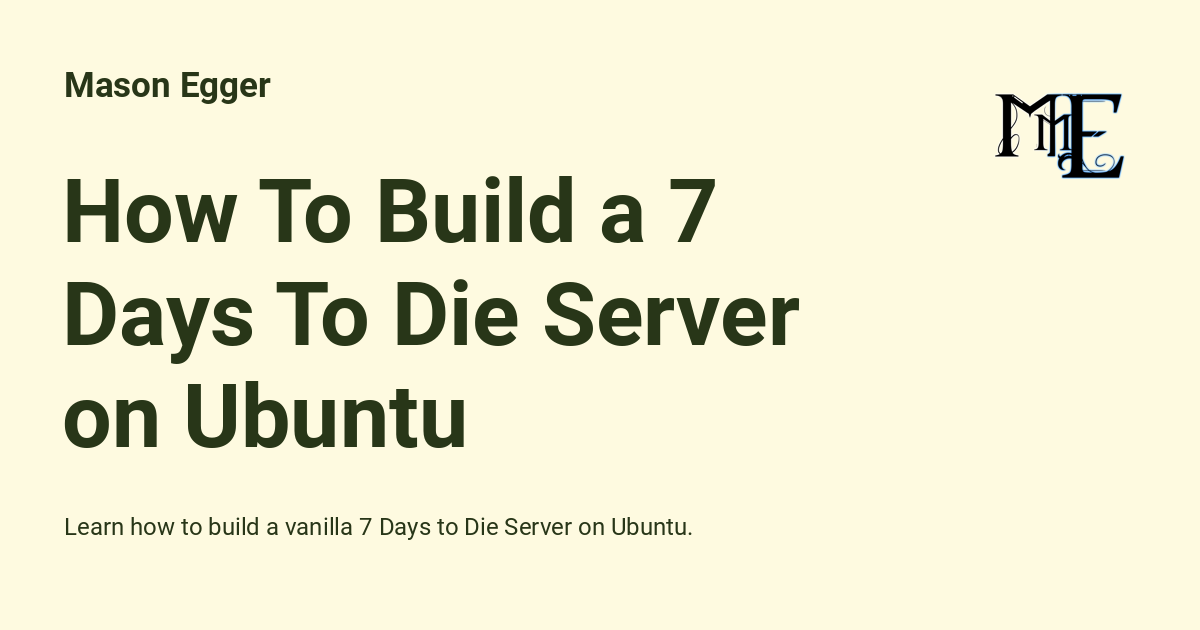 Mason Egger
MmE
How To Build a 7
Days To Die Server
on Ubuntu
Learn how to build a vanilla 7 Days to Die Server on Ubuntu.